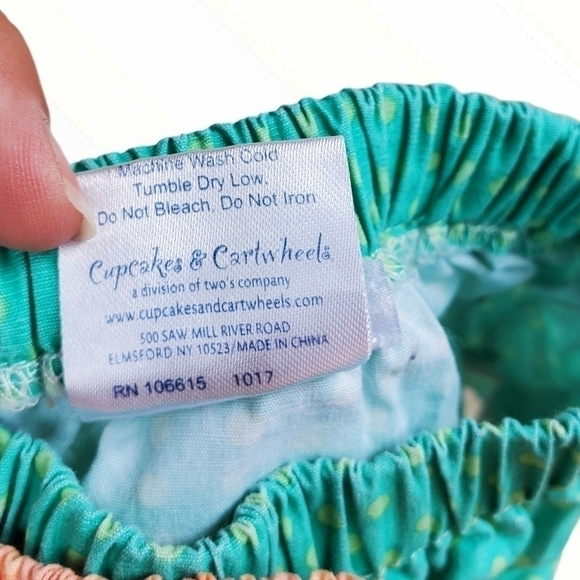 Machine Wash Cold
Tumble Dry Low,
Do Not Bleach, Do Not Iron
Cupcakes & Cartwheels
a division of two's company
www.cupcakesandcartwheels.com
500 SAW MILL RIVER ROAD
ELMSFORD NY 10523/MADE IN CHINA
RN 106615 1017